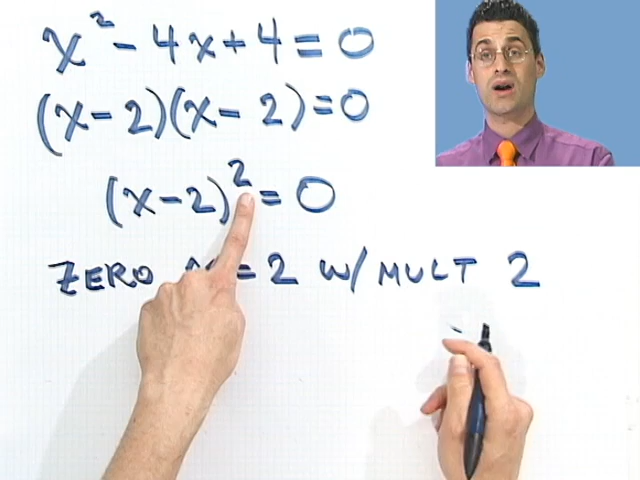 x² - 4x + 4 = 0
(x - 2)(x - 2) = 0
(x - 2)² = 0
ZERO = 2 W/ MULT 2